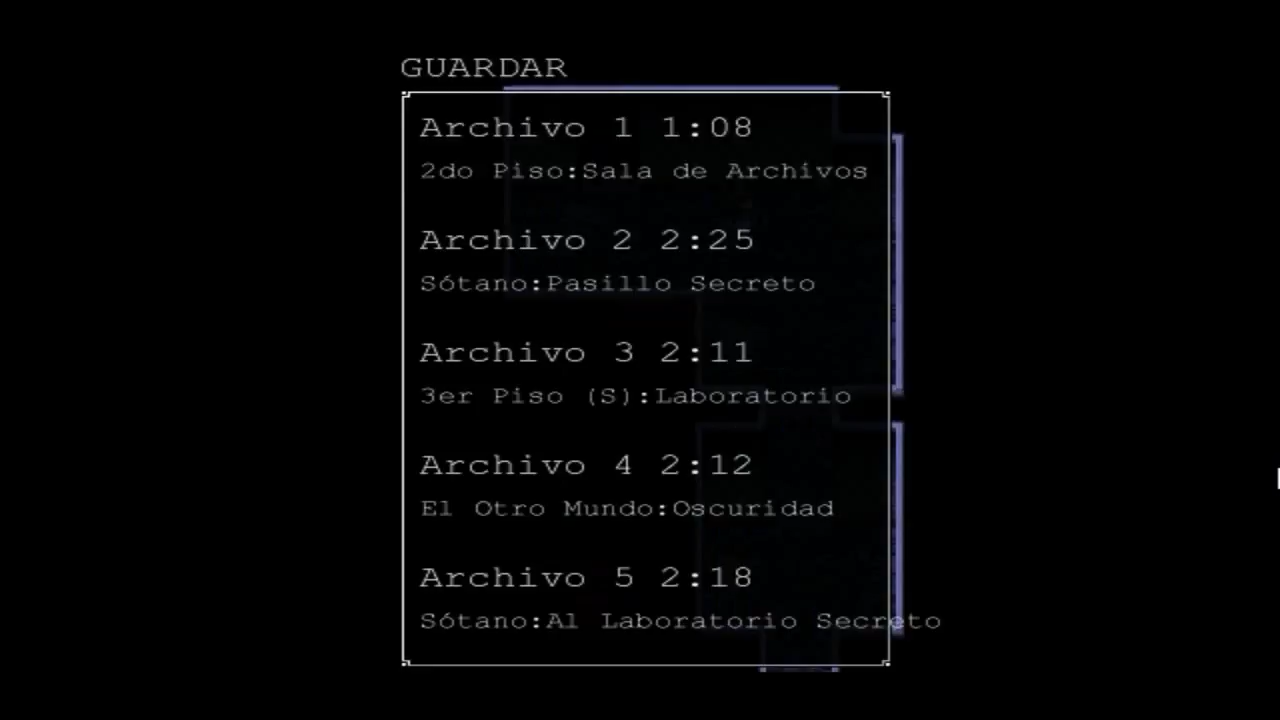 GUARDAR
Archivo 1 1:08
2do Piso:Sala de Archivos
Archivo 2 2:25
Sótano:Pasillo Secreto
Archivo 3 2:11
3er Piso (S):Laboratorio
Archivo 4 2:12
El Otro Mundo:Oscuridad
Archivo 5 2:18
Sótano:Al Laboratorio Secreto